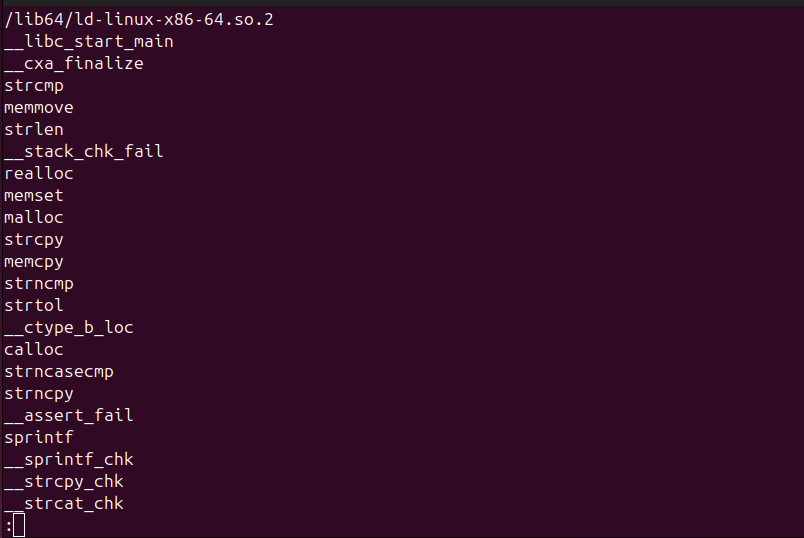 /lib64/ld-linux-x86-64.so.2
__libc_start_main
__cxa_finalize
strcmp
memmove
strlen
__stack_chk_fail
realloc
memset
malloc
strcpy
memcpy
strncmp
strtol
__ctype_b_loc
calloc
strncasecmp
strncpy
__assert_fail
sprintf
__sprintf_chk
__strcpy_chk
__strcat_chk
: